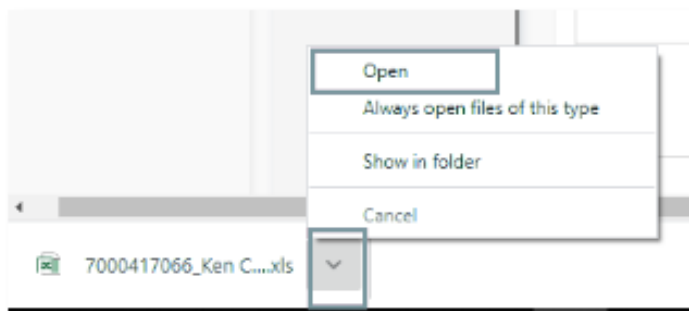 Open
Always open files of this type
Show in folder
Cancel
7000417066_Ken C....xls